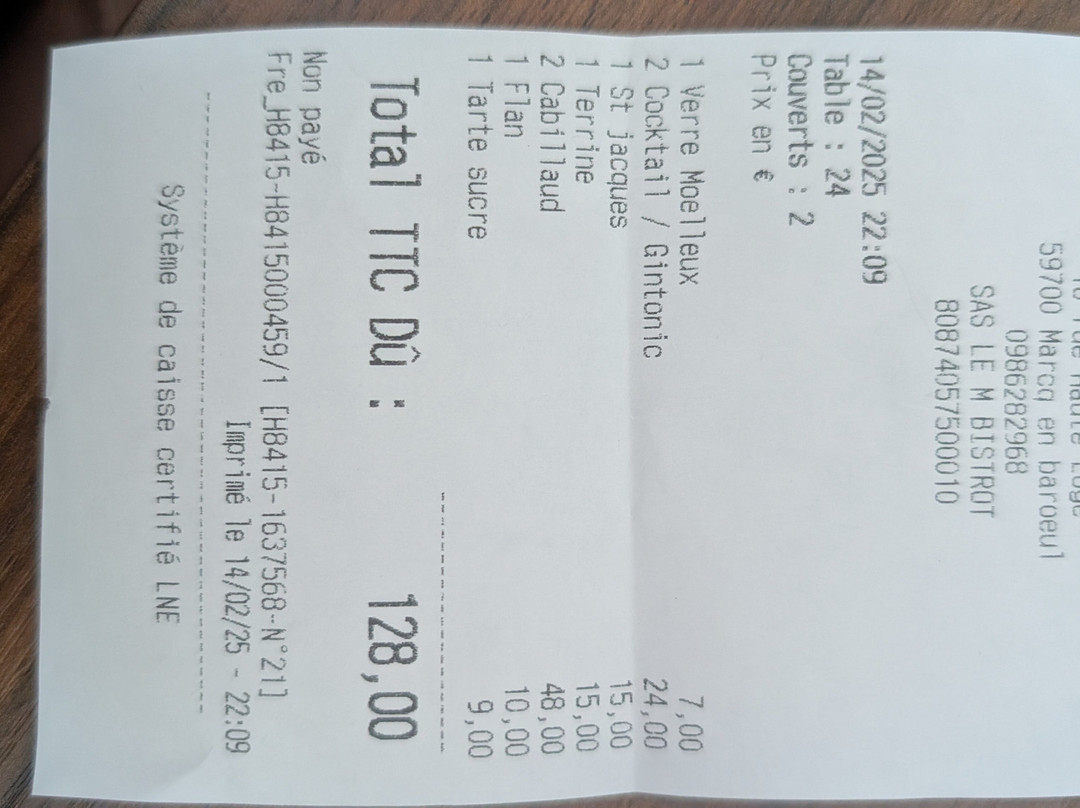 59700 Marcq en baroeul
0986282968
SAS LE M BISTROT
80874057500010
14/02/2025 22:09
Table : 24
Couverts : 2
Prix en €
1 Verre Moelleux 7,00
2 Cocktail / Gintonic 24,00
1 St jacques 15,00
1 Terrine 15,00
2 Cabillaud 48,00
1 Flan 10,00
1 Tarte sucre 9,00
Total TTC Dû : 128,00
Non payé
Fre_H8415-H8415000459/1 [H8415-1637568-N°21]
Imprimé le 14/02/25 - 22:09
Système de caisse certifié LNE